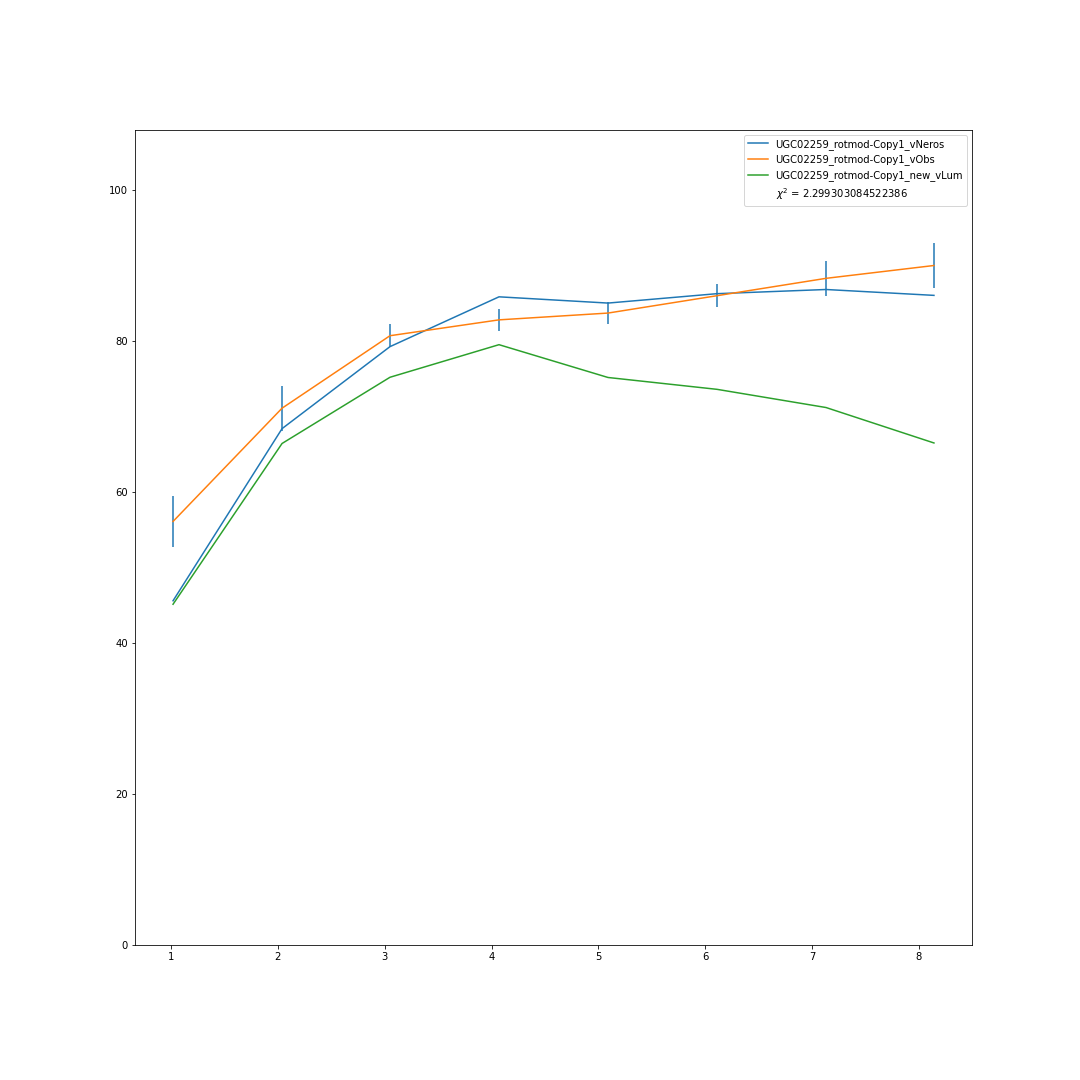 UGC02259_rotmod-Copy1_vNeros
UGC02259_rotmod-Copy1_vObs
UGC02259_rotmod-Copy1_new_vLum
χ² = 2.299303084522386
100
80
60
40
20
0
1 2 3 4 5 6 7 8